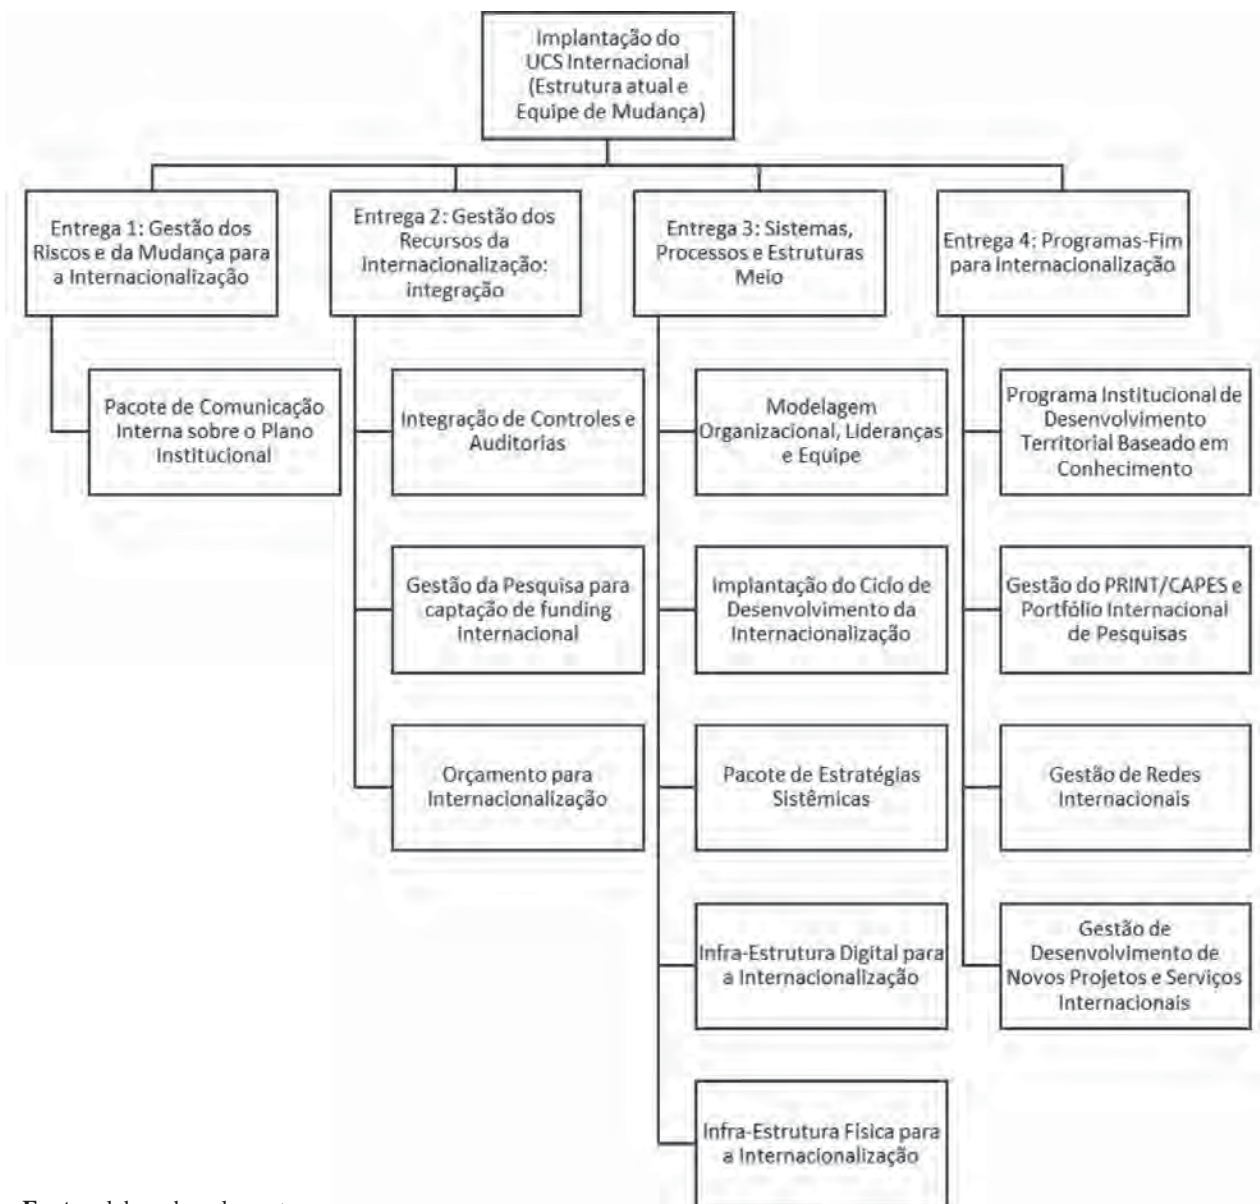 Implantação do
UCS Internacional
(Estrutura atual e
Equipe de Mudança)
Entrega 1: Gestão dos
Riscos e da Mudança para
a Internacionalização
Entrega 2: Gestão dos
Recursos da
Internacionalização:
integração
Entrega 3: Sistemas,
Processos e Estruturas
Meio
Entrega 4: Programas-Fim
para Internacionalização
Pacote de Comunicação
Interna sobre o Plano
Institucional
Integração de Controles e
Auditorias
Gestão da Pesquisa para
captação de funding
internacional
Orçamento para
Internacionalização
Modelagem
Organizacional, Lideranças
e Equipe
Implantação do Ciclo de
Desenvolvimento da
Internacionalização
Pacote de Estratégias
Sistêmicas
Infra-Estrutura Digital para
a Internacionalização
Infra-Estrutura Física para
a Internacionalização
Programa Institucional de
Desenvolvimento
Territorial Baseado em
Conhecimento
Gestão do PRINT/CAPES e
Portfólio Internacional
de Pesquisas
Gestão de Redes
Internacionais
Gestão de
Desenvolvimento de
Novos Projetos e Serviços
Internacionais